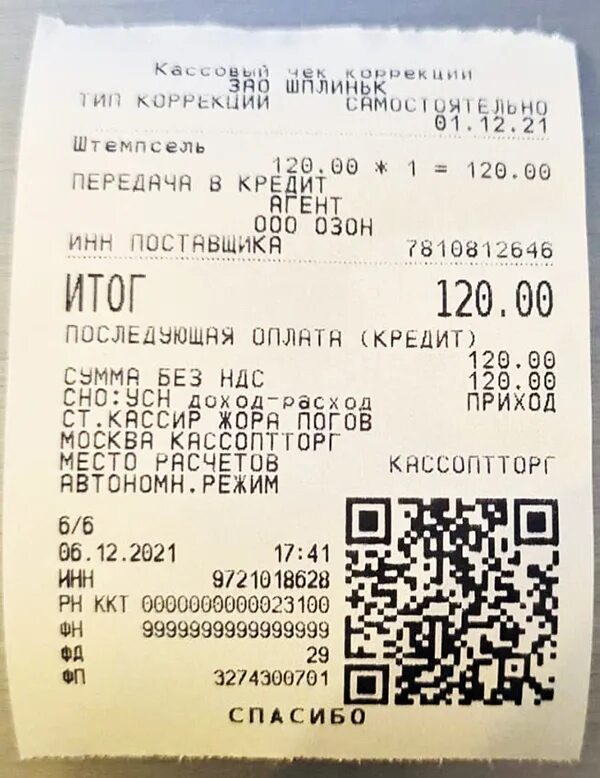 Кассовый чек коррекции
ЗАО ШПЛИНЬК
ТИП КОРРЕКЦИИ САМОСТОЯТЕЛЬНО
01.12.21
Штемпсель
120.00 * 1 = 120.00
ПЕРЕДАЧА В КРЕДИТ
АГЕНТ
ООО ОЗОН
ИНН ПОСТАВЩИКА 7810812646
ИТОГ 120.00
ПОСЛЕДУЮЩАЯ ОПЛАТА (КРЕДИТ)
120.00
СУММА БЕЗ НДС 120.00
СНО:УСН доход-расход ПРИХОД
СТ.КАССИР ЖОРА ПОГОВ
МОСКВА КАССОПТТОРГ
МЕСТО РАСЧЕТОВ КАССОПТТОРГ
АВТОНОМН.РЕЖИМ
6/6
06.12.2021 17:41
ИНН 9721018628
РН ККТ 0000000000023100
ФН 9999999999999999
ФД 29
ФП 3274300701
СПАСИБО